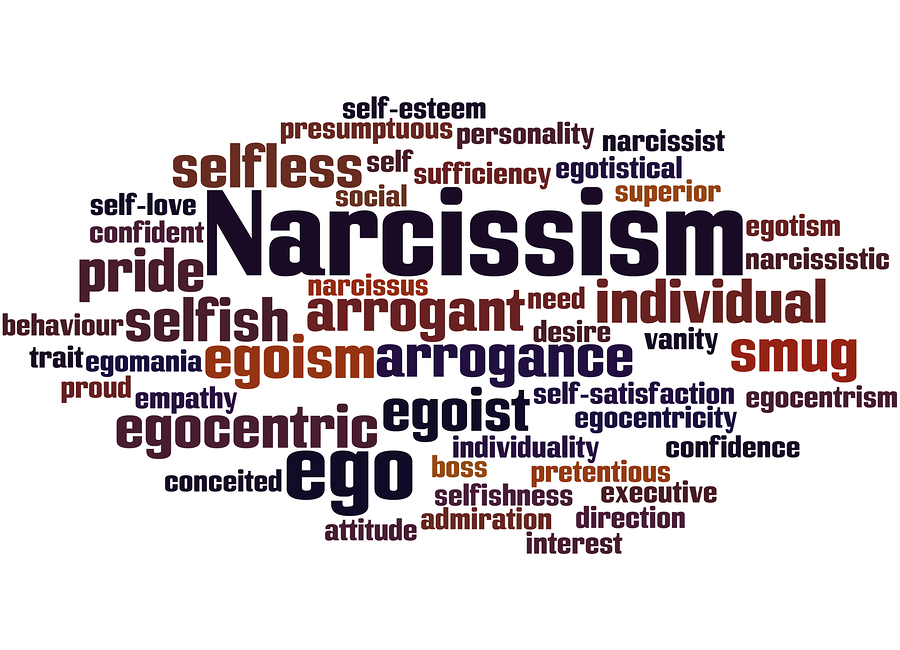 self-esteem
presumptuous personality narcissist
selfless self sufficiency egotistical
self-love social superior
confident Narcissism egotism
pride narcissistic
narcissus
behaviour selfish arrogant need individual
trait egomania egoism arrogance desire vanity smug
proud empathy self-satisfaction egocentrism
egocentric egoist egocentricity
individuality confidence
conceited ego boss pretentious
selfishness executive
attitude admiration direction
interest